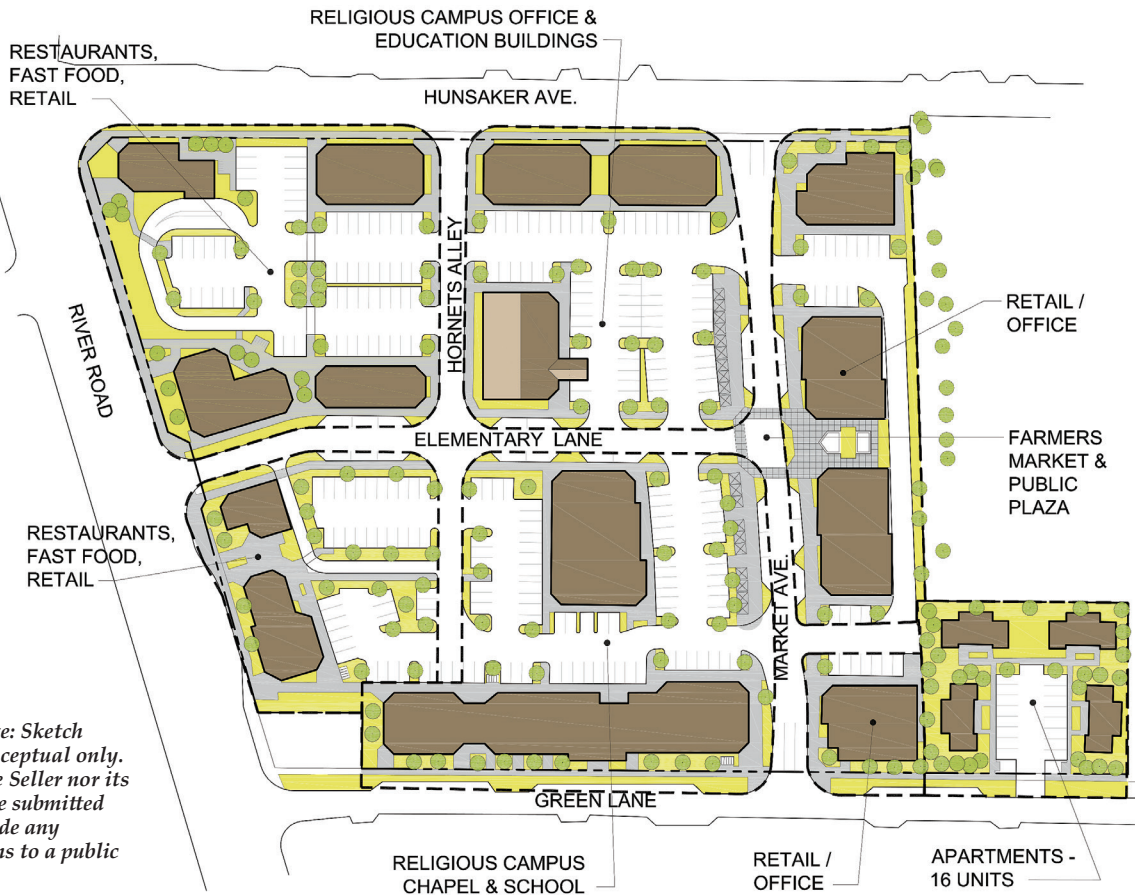 RELIGIOUS CAMPUS OFFICE &
EDUCATION BUILDINGS
RESTAURANTS,
FAST FOOD,
RETAIL
HUNSAKER AVE.
HORNETS ALLEY
RIVER ROAD
RETAIL /
OFFICE
ELEMENTARY LANE
FARMERS
MARKET &
PUBLIC
PLAZA
RESTAURANTS,
FAST FOOD,
RETAIL
MARKET AVE.
Sketch
ceptual only.
Seller nor its
submitted
any
to a public
GREEN LANE
RELIGIOUS CAMPUS
CHAPEL & SCHOOL
RETAIL /
OFFICE
APARTMENTS -
16 UNITS